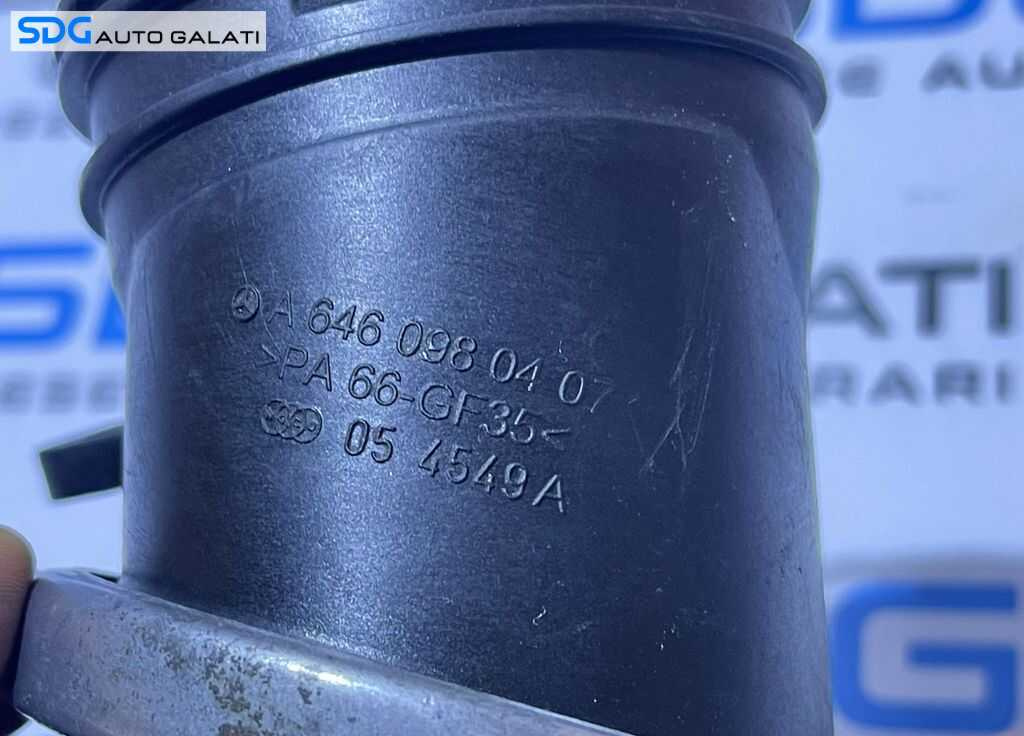 SDG AUTO GALATI
A 646 098 04 07
>PA 66-GF35<
05 4549A